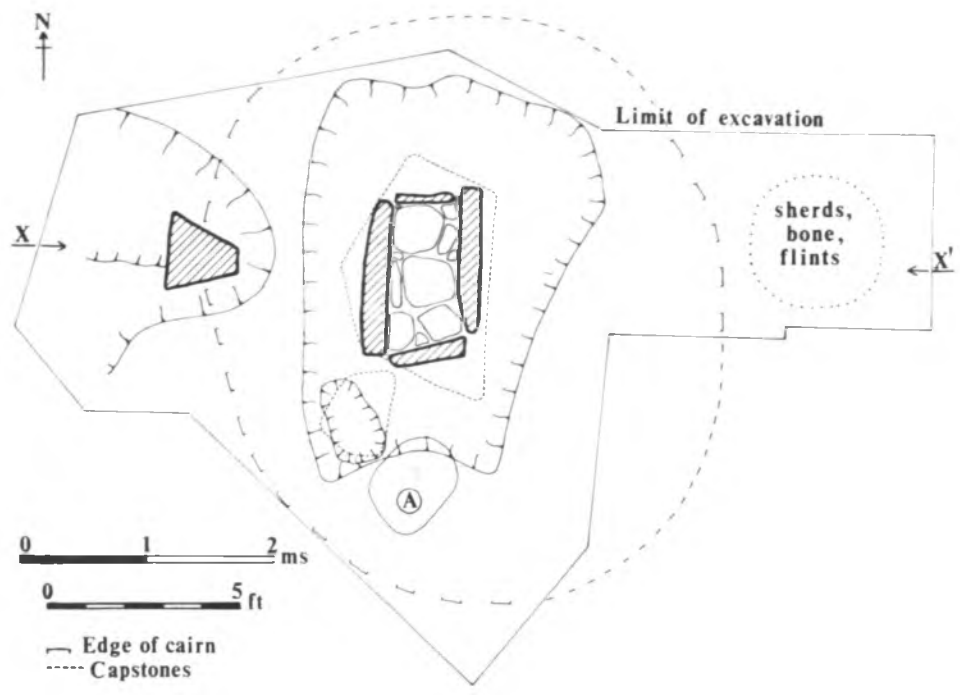 N
Limit of excavation
sherds,
bone,
flints
X
X'
A
0 1 2 ms
0 5 ft
Edge of cairn
Capstones